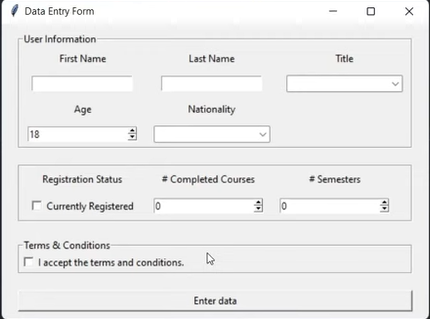 Data Entry Form
User Information
First Name Last Name Title
Age Nationality
18
Registration Status # Completed Courses # Semesters
Currently Registered 0 0
Terms & Conditions
I accept the terms and conditions.
Enter data